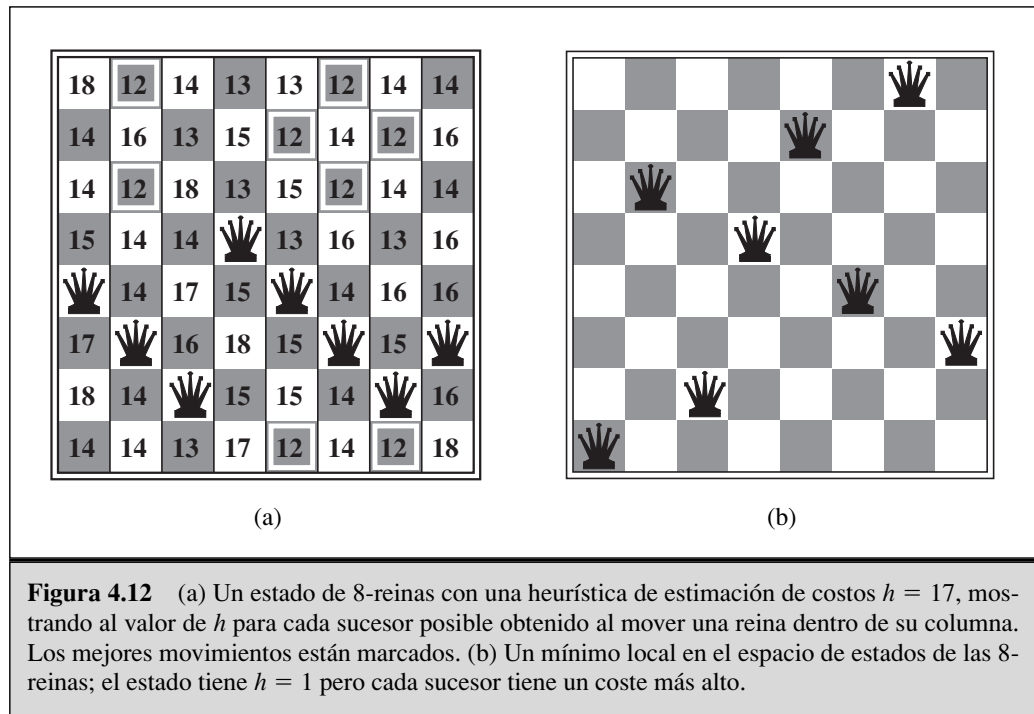 18 12 14 13 13 12 14 14
14 16 13 15 12 14 12 16
14 12 18 13 15 12 14 14
15 14 14 13 16 13 16
14 17 15 14 16 16
17 16 18 15 15
18 14 15 15 14 16
14 14 13 17 12 14 12 18
(a) (b)
Figura 4.12 (a) Un estado de 8-reinas con una heurística de estimación de costos h = 17, mos-
trando al valor de h para cada sucesor posible obtenido al mover una reina dentro de su columna.
Los mejores movimientos están marcados. (b) Un mínimo local en el espacio de estados de las 8-
reinas; el estado tiene h = 1 pero cada sucesor tiene un coste más alto.